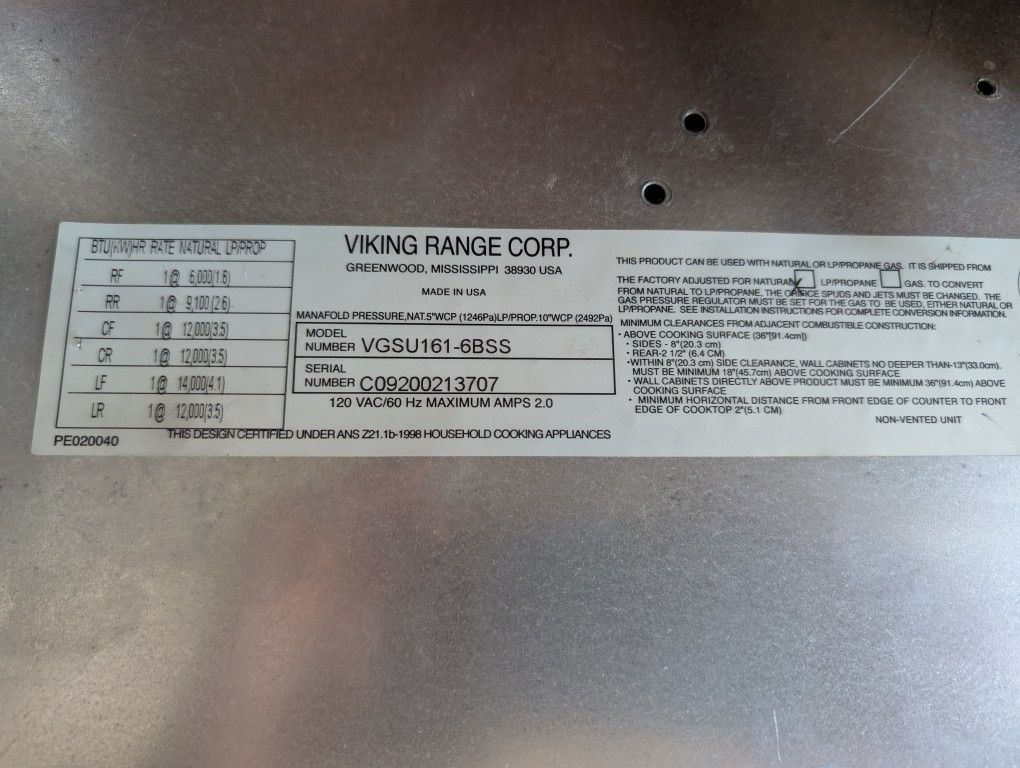 BTU(KW)HR RATE NATURAL LP/PROP
RF 1@ 6,000(1.8)
RR 1@ 9,100(2.6)
CF 1@ 12,000(3.5)
CR 1@ 12,000(3.5)
LF 1@ 14,000(4.1)
LR 1@ 12,000(3.5)
PE020040
VIKING RANGE CORP.
GREENWOOD, MISSISSIPPI 38930 USA
MADE IN USA
MANAFOLD PRESSURE,NAT.5"WCP (1246Pa)LP/PROP.10"WCP (2492Pa)
MODEL
NUMBER VGSU161-6BSS
SERIAL
NUMBER C09200213707
120 VAC/60 Hz MAXIMUM AMPS 2.0
THIS DESIGN CERTIFIED UNDER ANS Z21.1b-1998 HOUSEHOLD COOKING APPLIANCES
THIS PRODUCT CAN BE USED WITH NATURAL OR LP/PROPANE GAS. IT IS SHIPPED FROM
THE FACTORY ADJUSTED FOR NATURAL LP/PROPANE GAS. TO CONVERT
FROM NATURAL TO LP/PROPANE, THE ORIFICE SPUDS AND JETS MUST BE CHANGED. THE
GAS PRESSURE REGULATOR MUST BE SET FOR THE GAS TO BE USED, EITHER NATURAL OR
LP/PROPANE. SEE INSTALLATION INSTRUCTIONS FOR COMPLETE CONVERSION INFORMATION.
MINIMUM CLEARANCES FROM ADJACENT COMBUSTIBLE CONSTRUCTION:
• ABOVE COOKING SURFACE (36"[91.4cm])
• SIDES - 8"(20.3 cm)
• REAR-2 1/2" (6.4 CM)
•WITHIN 8"(20.3 cm) SIDE CLEARANCE, WALL CABINETS NO DEEPER THAN-13"(33.0cm)
MUST BE MINIMUM 18"(45.7cm) ABOVE COOKING SURFACE
• WALL CABINETS DIRECTLY ABOVE PRODUCT MUST BE MINIMUM 36"(91.4cm) ABOVE
COOKING SURFACE
• MINIMUM HORIZONTAL DISTANCE FROM FRONT EDGE OF COUNTER TO FRONT
EDGE OF COOKTOP 2"(5.1 CM)
NON-VENTED UNIT